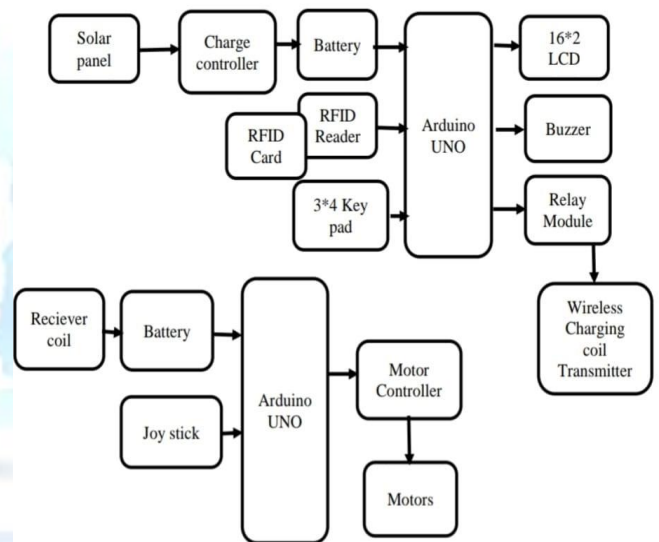 Solar
panel
Charge
controller
Battery
RFID
Card
RFID
Reader
3*4 Key
pad
Arduino
UNO
16*2
LCD
Buzzer
Relay
Module
Wireless
Charging
coil
Transmitter
Reciever
coil
Battery
Joy stick
Arduino
UNO
Motor
Controller
Motors